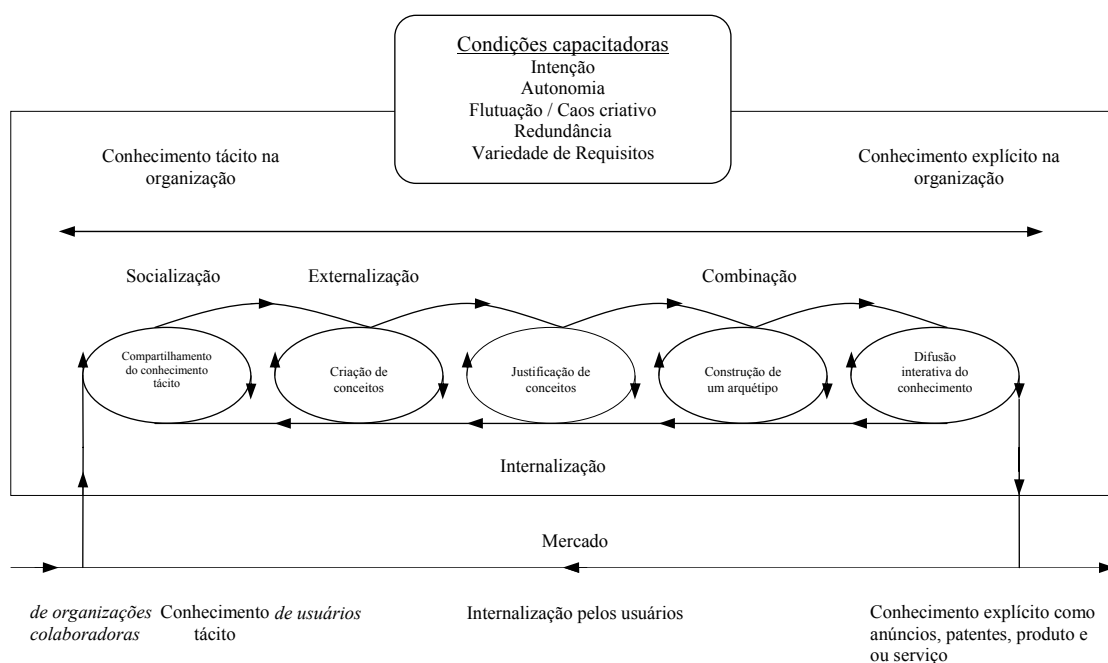 Condições capacitadoras
Intenção
Autonomia
Flutuação / Caos criativo
Redundância
Variedade de Requisitos
Conhecimento tácito na
organização
Conhecimento explícito na
organização
Socialização
Externalização
Combinação
Compartilhamento
do conhecimento
tácito
Criação de
conceitos
Justificação de
conceitos
Construção de
um arquétipo
Difusão
interativa do
conhecimento
Internalização
Mercado
de organizações
colaboradoras
Conhecimento
tácito
de usuários
Internalização pelos usuários
Conhecimento explícito como
anúncios, patentes, produto e
ou serviço